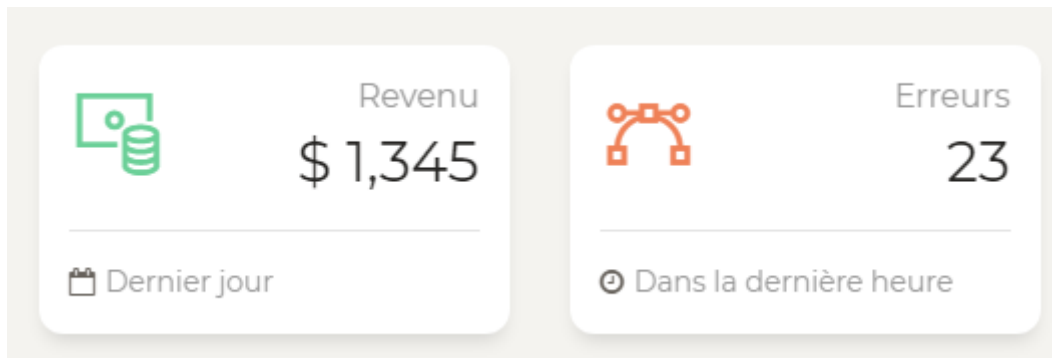 Revenu
$ 1,345
Dernier jour
Erreurs
23
Dans la dernière heure